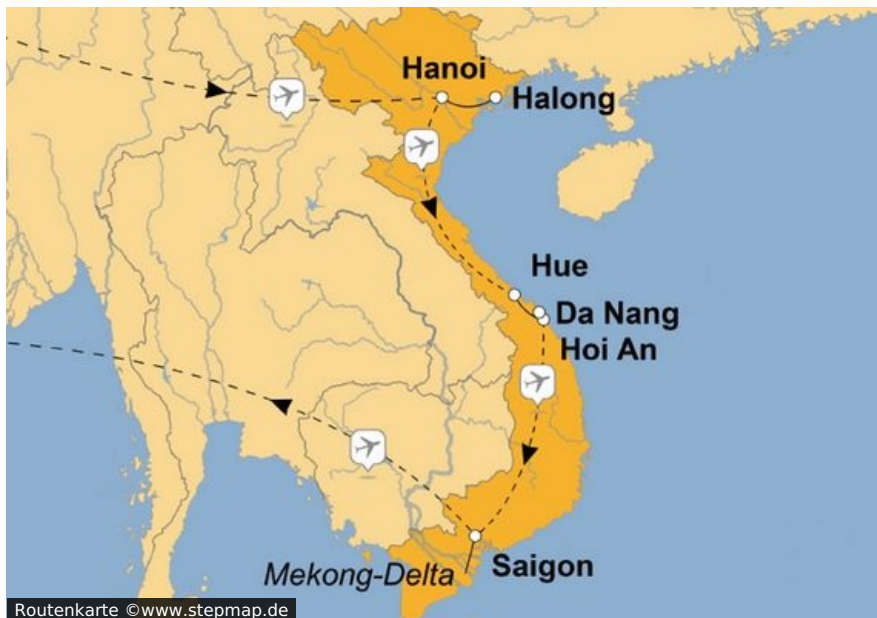 Hanoi
Halong
Hue
Da Nang
Hoi An
Mekong-Delta
Saigon
Routenkarte ©www.stepmap.de